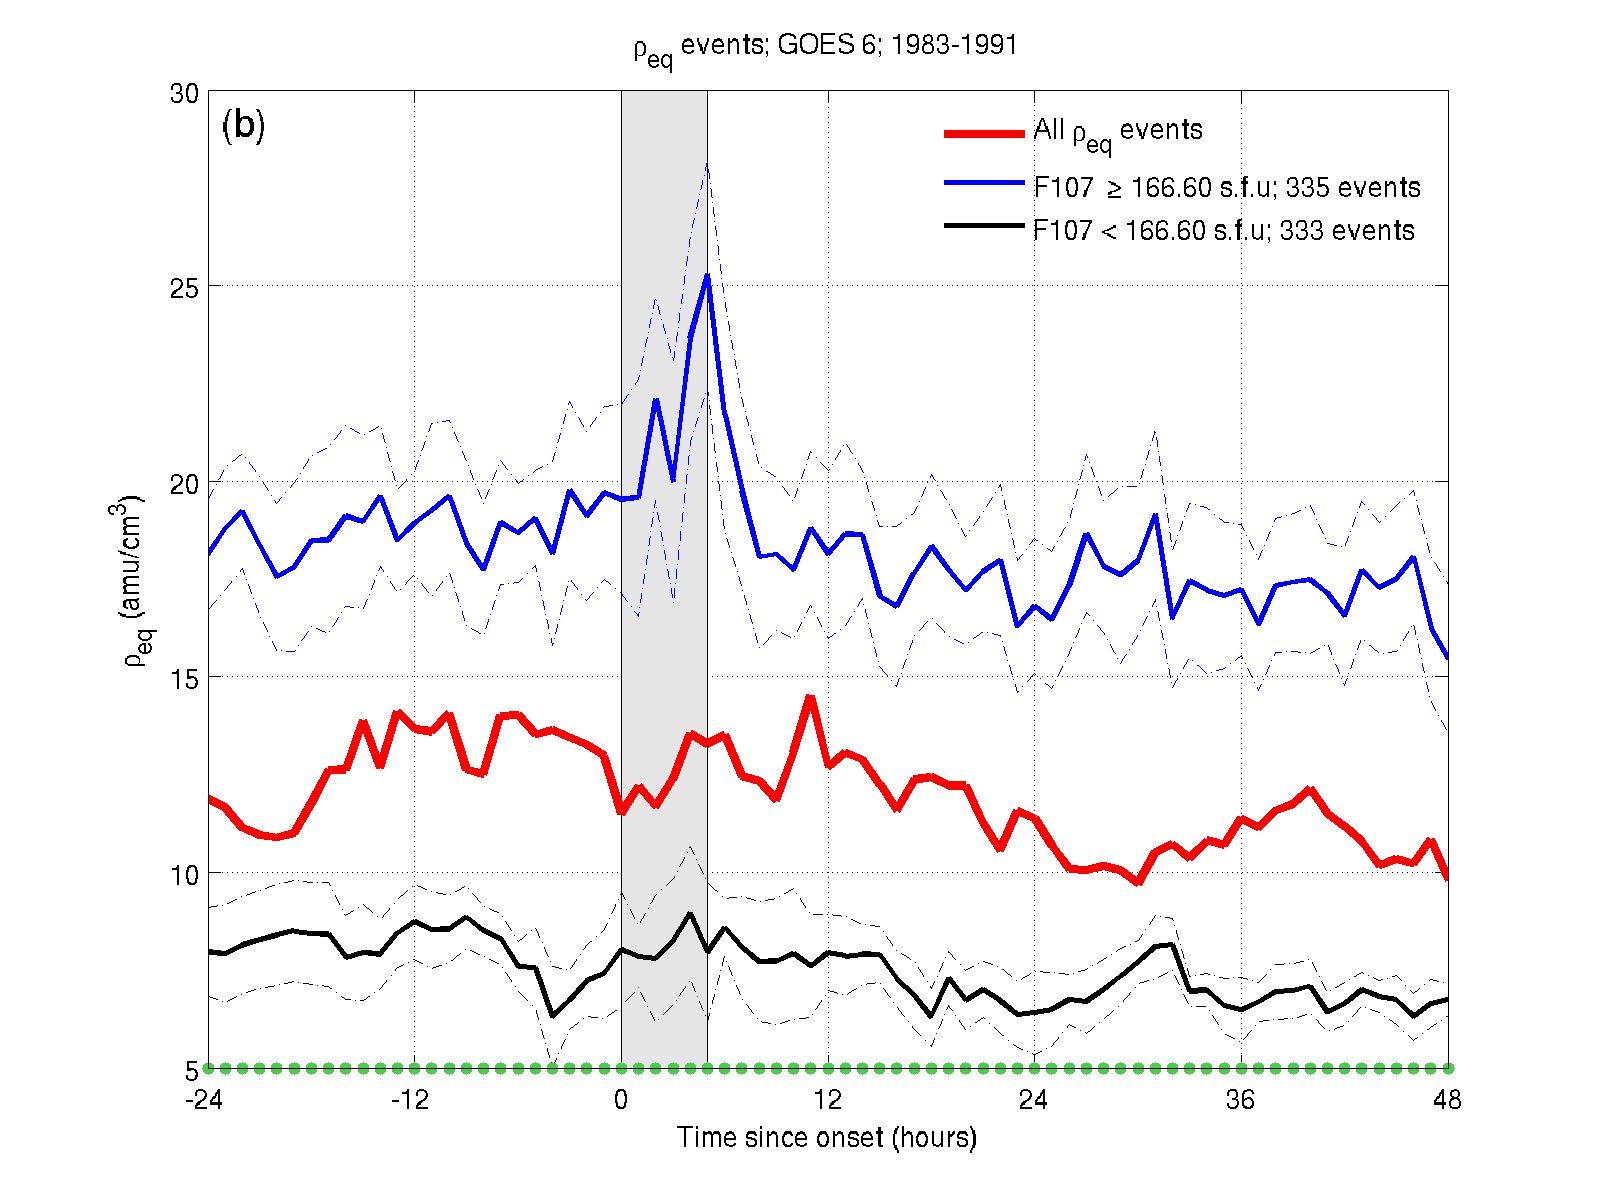 ρeq events; GOES 6; 1983-1991
(b)
All ρeq events
F107 ≥ 166.60 s.f.u; 335 events
F107 < 166.60 s.f.u; 333 events
ρeq (amu/cm3)
30
25
20
15
10
5
-24 -12 0 12 24 36 48
Time since onset (hours)